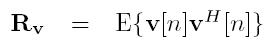 R_v = E{v[n]v^H[n]}